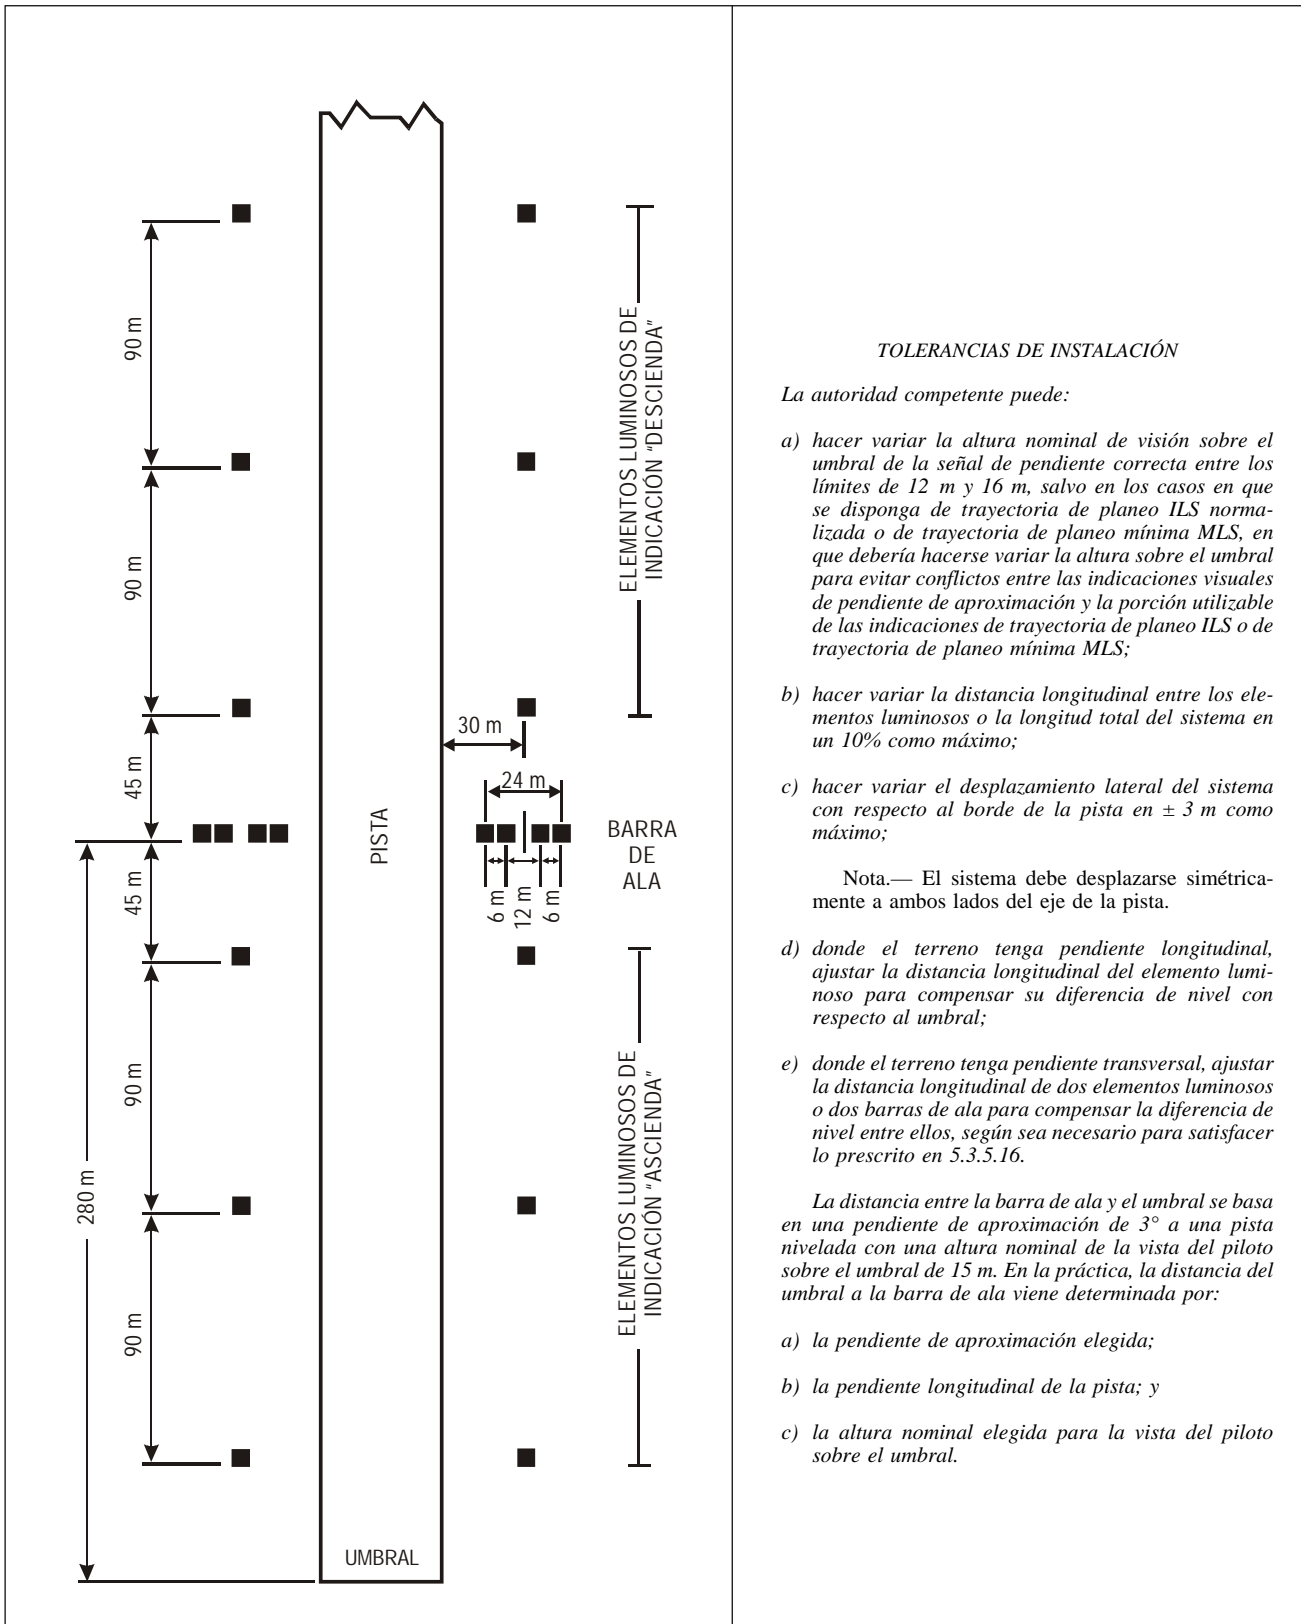 90 m
90 m
45 m
45 m
90 m
90 m
280 m
PISTA
UMBRAL
30 m
24 m
6 m
12 m
6 m
ELEMENTOS LUMINOSOS DE
INDICACIÓN "DESCIENDA"
BARRA
DE
ALA
ELEMENTOS LUMINOSOS DE
INDICACIÓN "ASCIENDA"
TOLERANCIAS DE INSTALACIÓN
La autoridad competente puede:
a) hacer variar la altura nominal de visión sobre el
umbral de la señal de pendiente correcta entre los
límites de 12 m y 16 m, salvo en los casos en que
se disponga de trayectoria de planeo ILS norma-
lizada o de trayectoria de planeo mínima MLS, en
que debería hacerse variar la altura sobre el umbral
para evitar conflictos entre las indicaciones visuales
de pendiente de aproximación y la porción utilizable
de las indicaciones de trayectoria de planeo ILS o de
trayectoria de planeo mínima MLS;
b) hacer variar la distancia longitudinal entre los ele-
mentos luminosos o la longitud total del sistema en
un 10% como máximo;
c) hacer variar el desplazamiento lateral del sistema
con respecto al borde de la pista en ± 3 m como
máximo;
Nota.— El sistema debe desplazarse simétrica-
mente a ambos lados del eje de la pista.
d) donde el terreno tenga pendiente longitudinal,
ajustar la distancia longitudinal del elemento lumi-
noso para compensar su diferencia de nivel con
respecto al umbral;
e) donde el terreno tenga pendiente transversal, ajustar
la distancia longitudinal de dos elementos luminosos
o dos barras de ala para compensar la diferencia de
nivel entre ellos, según sea necesario para satisfacer
lo prescrito en 5.3.5.16.
La distancia entre la barra de ala y el umbral se basa
en una pendiente de aproximación de 3° a una pista
nivelada con una altura nominal de la vista del piloto
sobre el umbral de 15 m. En la práctica, la distancia del
umbral a la barra de ala viene determinada por:
a) la pendiente de aproximación elegida;
b) la pendiente longitudinal de la pista; y
c) la altura nominal elegida para la vista del piloto
sobre el umbral.